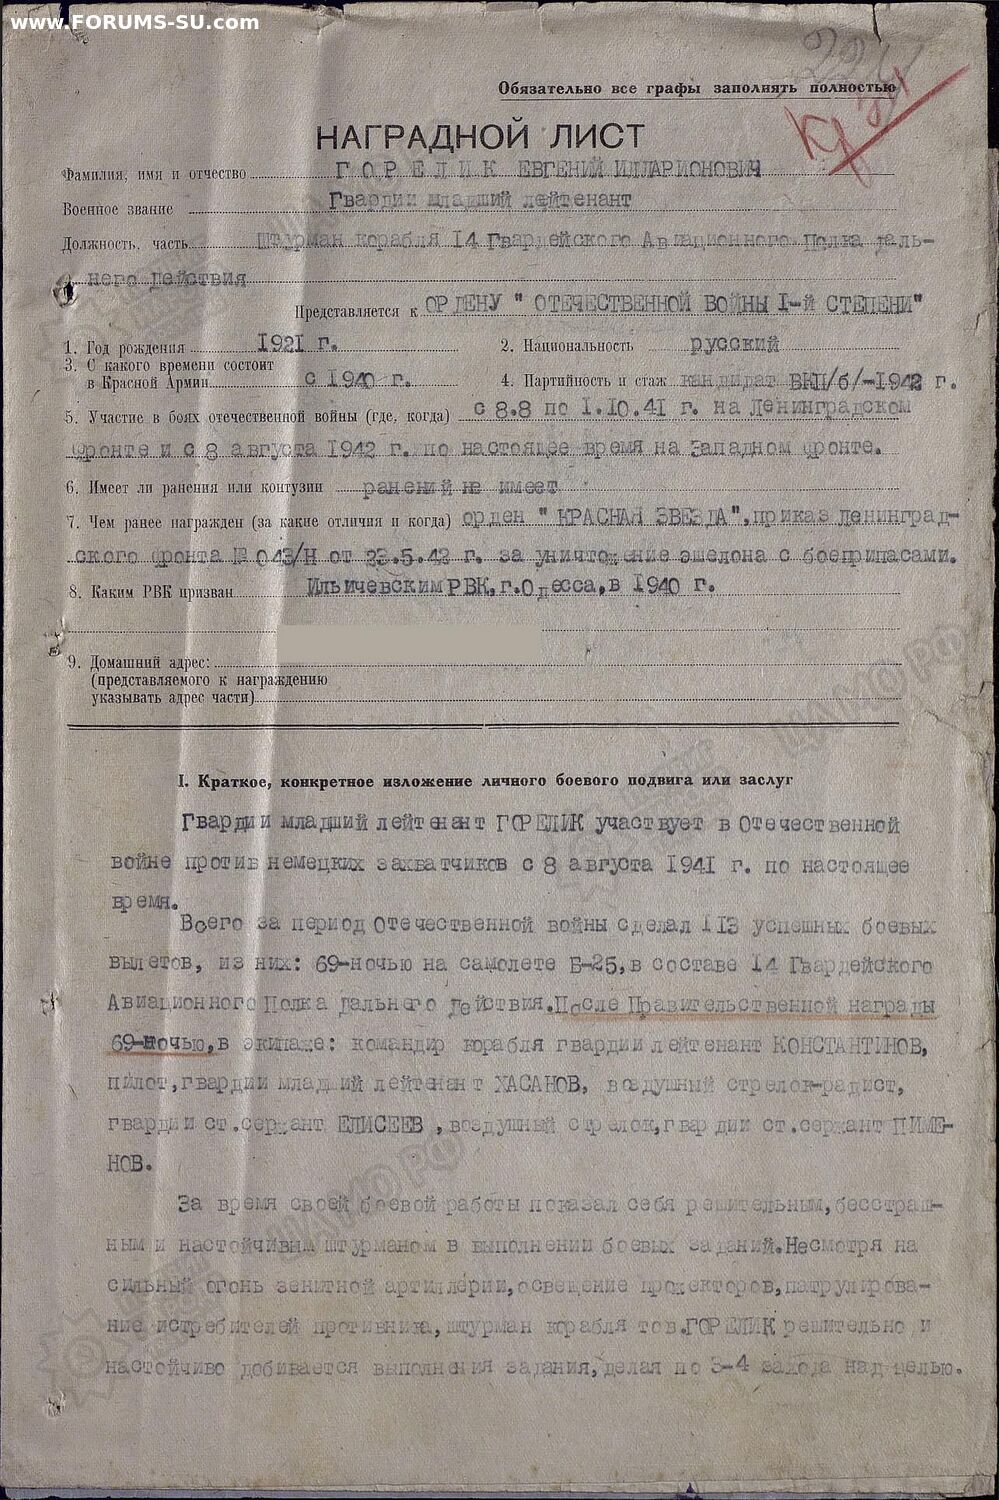 www.FORUMS-SU.com
Обязательно все графы заполнять полностью
НАГРАДНОЙ ЛИСТ
Фамилия, имя и отчество ГОРЕЛИК ЕВГЕНИЙ ИЛЛАРИОНОВИЧ
Военное звание Гвардии младший лейтенант
Должность, часть Штурман корабля 14 Гвардейского Авиационного Полка даль-
него действия
Представляется к ОРДЕНУ " ОТЕЧЕСТВЕННОЙ ВОЙНЫ I-й СТЕПЕНИ"
1. Год рождения 1921 г. 2. Национальность русский
3. С какого времени состоит
в Красной Армии с 1940 г. 4. Партийность и стаж кандидат ВКП/б/-1942 г.
5. Участие в боях отечественной войны (где, когда) с 8.8 по 1.10.41 г. на Ленинградском
фронте и с 8 августа 1942 г. по настоящее время на Западном фронте.
6. Имеет ли ранения или контузии ранений не имеет
7. Чем ранее награжден (за какие отличия и когда) орден " КРАСНАЯ ЗВЕЗДА", приказ Ленинград-
ского фронта № 043/Н от 23.5.42 г. за уничтожение эшелона с боеприпасами.
8. Каким РВК призван Ильичевским РВК, г.Одесса, в 1940 г.
9. Домашний адрес:
(представляемого к награждению
указывать адрес части)
I. Краткое, конкретное изложение личного боевого подвига или заслуг
Гвардии младший лейтенант ГОРЕЛИК участвует в Отечественной
войне против немецких захватчиков с 8 августа 1941 г. по настоящее
время.
Всего за период Отечественной войны сделал 113 успешных боевых
вылетов, из них: 69-ночью на самолете Б-25, в составе 14 Гвардейского
Авиационного Полка дальнего действия. После Правительственной награды
69-ночью, в экипаже: командир корабля гвардии лейтенант КОНСТАНТИНОВ,
пилот, гвардии младший лейтенант ХАСАНОВ, воздушный стрелок-радист,
гвардии ст.сержант ЕЛИСЕЕВ , воздушный стрелок, гвардии ст.сержант ПИМЕ-
НОВ.
За время своей боевой работы показал себя решительным, бесстраш-
ным и настойчивым штурманом в выполнении боевых заданий. Несмотря на
сильный огонь зенитной артиллерии, освещение прожекторов, патрулирова-
ние истребителей противника, штурман корабля тов.ГОРЕЛИК решительно и
настойчиво добивается выполнения задания, делая по 3-4 захода над целью.